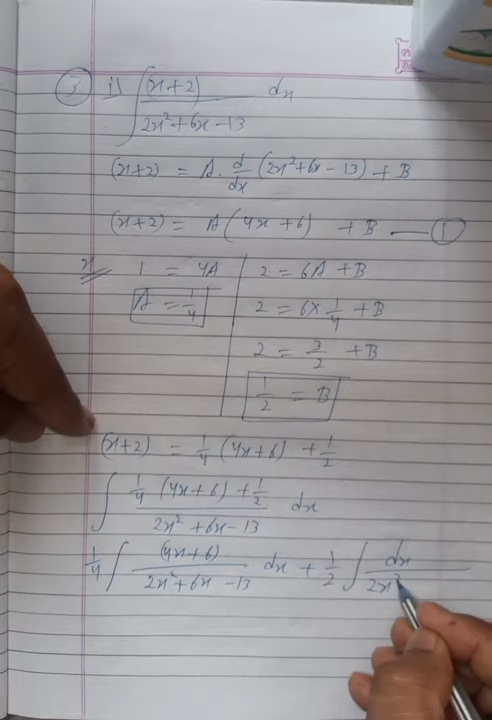 ③ i) ∫ (x+2) / 2x²+6x-13 dx
(x+2) = A. d/dx (2x²+6x-13) + B
(x+2) = A(4x+6) + B — ①
x 1 = 4A | 2 = 6A + B
A = 1/4 | 2 = 6 x 1/4 + B
2 = 3/2 + B
1/2 = B
(x+2) = 1/4 (4x+6) + 1/2
∫ 1/4 (4x+6) + 1/2 / 2x²+6x-13 dx
1/4 ∫ (4x+6) / 2x²+6x-13 dx + 1/2 ∫ dx / 2x²